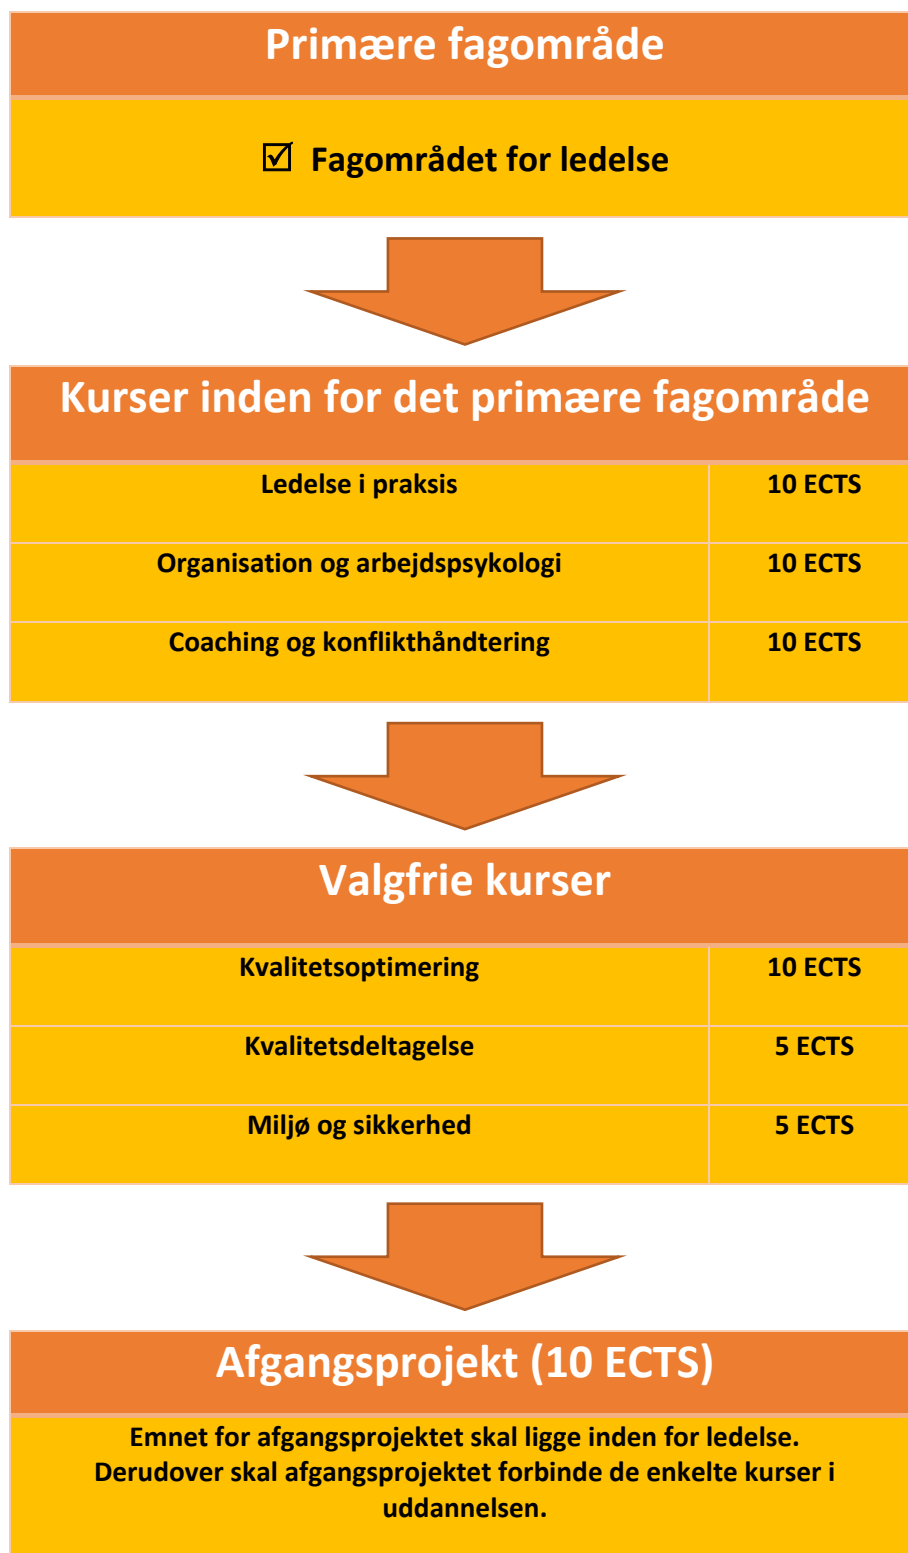 Primære fagområde
☑ Fagområdet for ledelse
Kurser inden for det primære fagområde
Ledelse i praksis 10 ECTS
Organisation og arbejdspsykologi 10 ECTS
Coaching og konflikthåndtering 10 ECTS
Valgfrie kurser
Kvalitetsoptimering 10 ECTS
Kvalitetsdeltagelse 5 ECTS
Miljø og sikkerhed 5 ECTS
Afgangsprojekt (10 ECTS)
Emnet for afgangsprojektet skal ligge inden for ledelse.
Derudover skal afgangsprojektet forbinde de enkelte kurser i
uddannelsen.